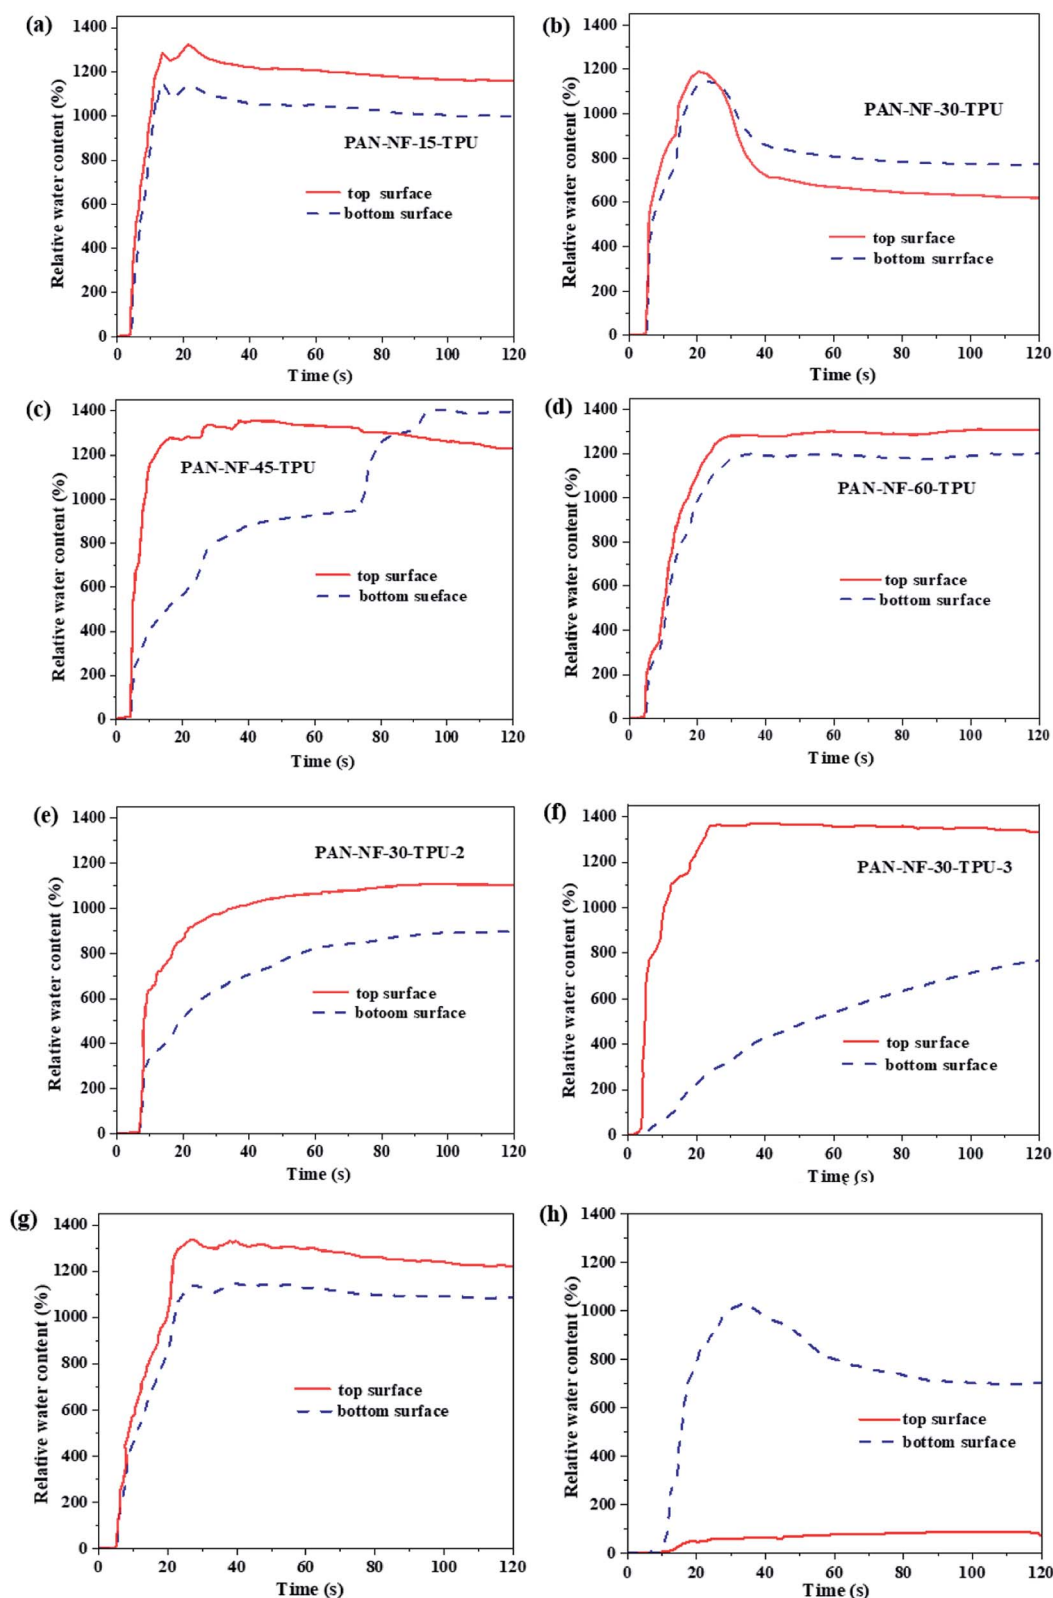 (a)
Relative water content (%)
1400
1200
1000
800
600
400
200
0
PAN-NF-15-TPU
top surface
bottom surface
0 20 40 60 80 100 120
Time (s)
(b)
Relative water content (%)
1400
1200
1000
800
600
400
200
0
PAN-NF-30-TPU
top surface
bottom surrface
0 20 40 60 80 100 120
Time (s)
(c)
Relative water content (%)
1400
1200
1000
800
600
400
200
0
PAN-NF-45-TPU
top surface
bottom sueface
0 20 40 60 80 100 120
Time (s)
(d)
Relative water content (%)
1400
1200
1000
800
600
400
200
0
PAN-NF-60-TPU
top surface
bottom surface
0 20 40 60 80 100 120
Time (s)
(e)
Relative water content (%)
1400
1200
1000
800
600
400
200
0
PAN-NF-30-TPU-2
top surface
botoom surface
0 20 40 60 80 100 120
Time (s)
(f)
Relative water content (%)
1400
1200
1000
800
600
400
200
0
PAN-NF-30-TPU-3
top surface
bottom surface
0 20 40 60 80 100 120
Time (s)
(g)
Relative water content (%)
1400
1200
1000
800
600
400
200
0
top surface
bottom surface
0 20 40 60 80 100 120
Time (s)
(h)
Relative water content (%)
1400
1200
1000
800
600
400
200
0
top surface
bottom surface
0 20 40 60 80 100 120
Time (s)